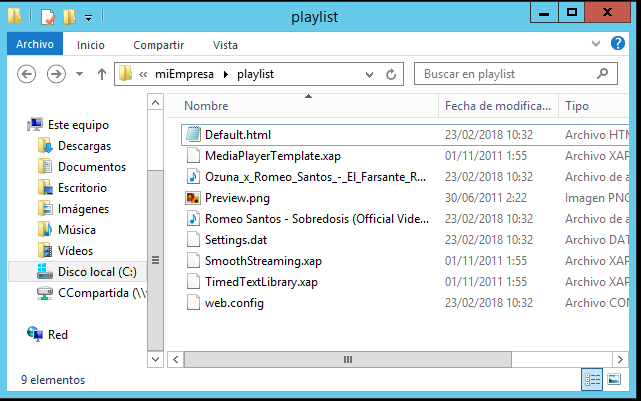 playlist
Archivo Inicio Compartir Vista
« miEmpresa playlist Buscar en playlist
Nombre Fecha de modifica... Tipo
Este equipo
Descargas
Documentos
Escritorio
Imágenes
Música
Vídeos
Disco local (C:)
CCompartida (\\
Red
Default.html 23/02/2018 10:32 Archivo HTM
MediaPlayerTemplate.xap 01/11/2011 1:55 Archivo XAP
Ozuna_x_Romeo_Santos_-_El_Farsante_R... 23/02/2018 10:32 Archivo de a
Preview.png 30/06/2011 2:22 Imagen PNG
Romeo Santos - Sobredosis (Official Vide... 23/02/2018 10:32 Archivo de a
Settings.dat 23/02/2018 10:32 Archivo DAT
SmoothStreaming.xap 01/11/2011 1:55 Archivo XAP
TimedTextLibrary.xap 01/11/2011 1:55 Archivo XAP
web.config 23/02/2018 10:32 Archivo CON
9 elementos